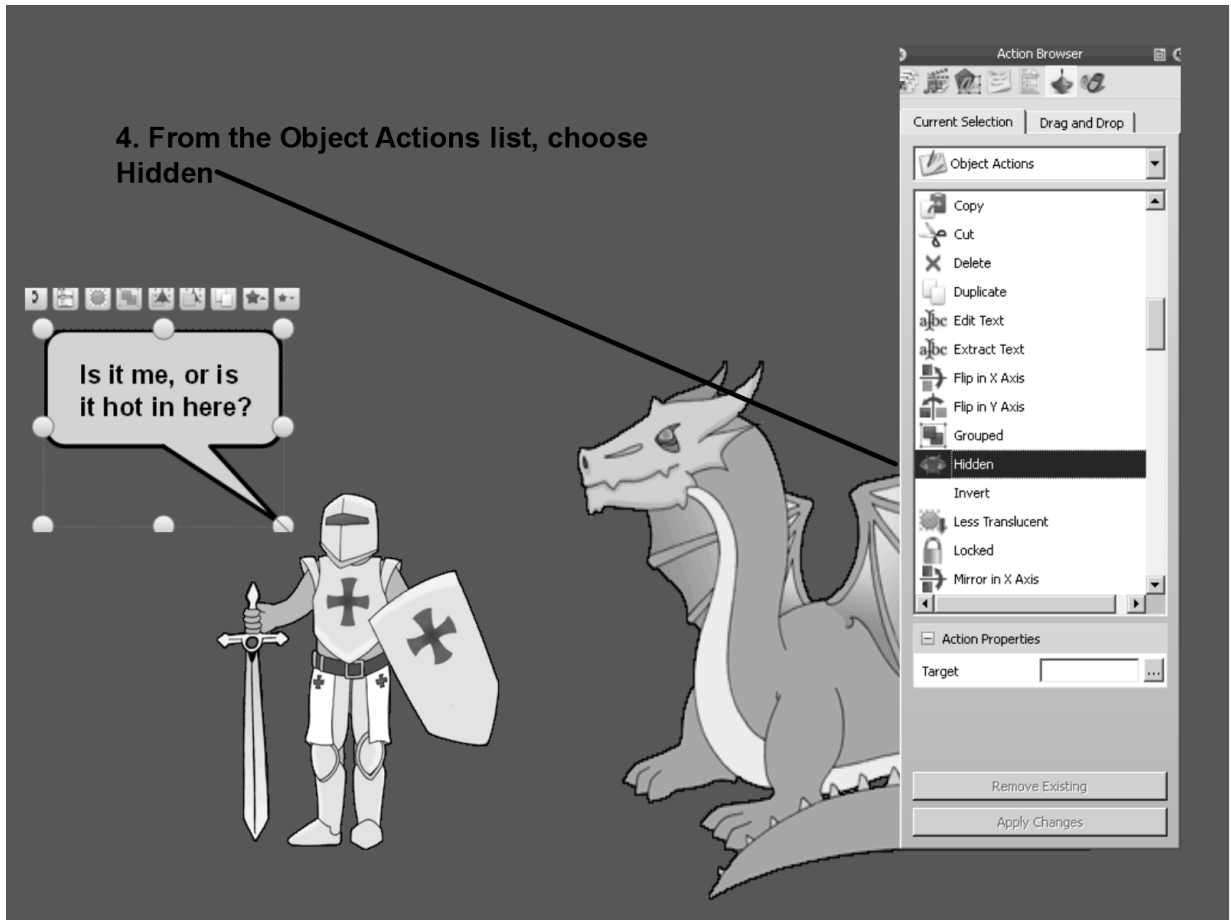 4. From the Object Actions list, choose
Hidden
Is it me, or is
it hot in here?
Action Browser
Current Selection
Drag and Drop
Object Actions
Copy
Cut
Delete
Duplicate
abc Edit Text
abc Extract Text
Flip in X Axis
Flip in Y Axis
Grouped
Hidden
Invert
Less Translucent
Locked
Mirror in X Axis
Action Properties
Target
...
Remove Existing
Apply Changes